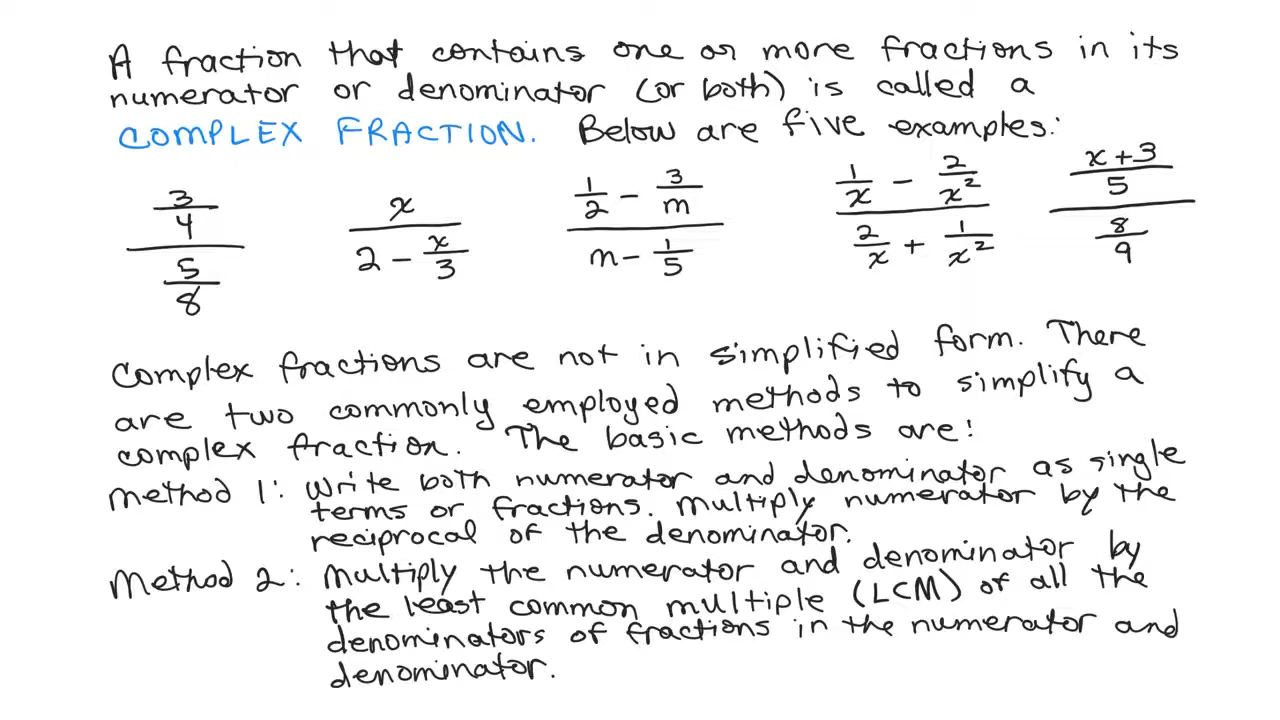 A fraction that contains one or more fractions in its
numerator or denominator (or both) is called a
COMPLEX FRACTION. Below are five examples:
3/4 / 5/8    x / (2 - x/3)    (1/2 - 3/m) / (m - 1/5)    (1/x - 2/x²) / (2/x + 1/x²)    (x+3)/5 / 8/9
Complex fractions are not in simplified form. There
are two commonly employed methods to simplify a
complex fraction. The basic methods are:
Method 1: Write both numerator and denominator as single
terms or fractions. Multiply numerator by the
reciprocal of the denominator.
Method 2: Multiply the numerator and denominator by
the least common multiple (LCM) of all the
denominators of fractions in the numerator and
denominator.